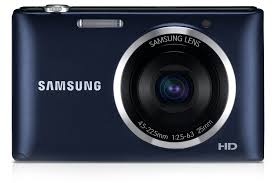 SAMSUNG LENS
SAMSUNG
4.5-22.5mm 1:2.5-6.3 25mm
HD